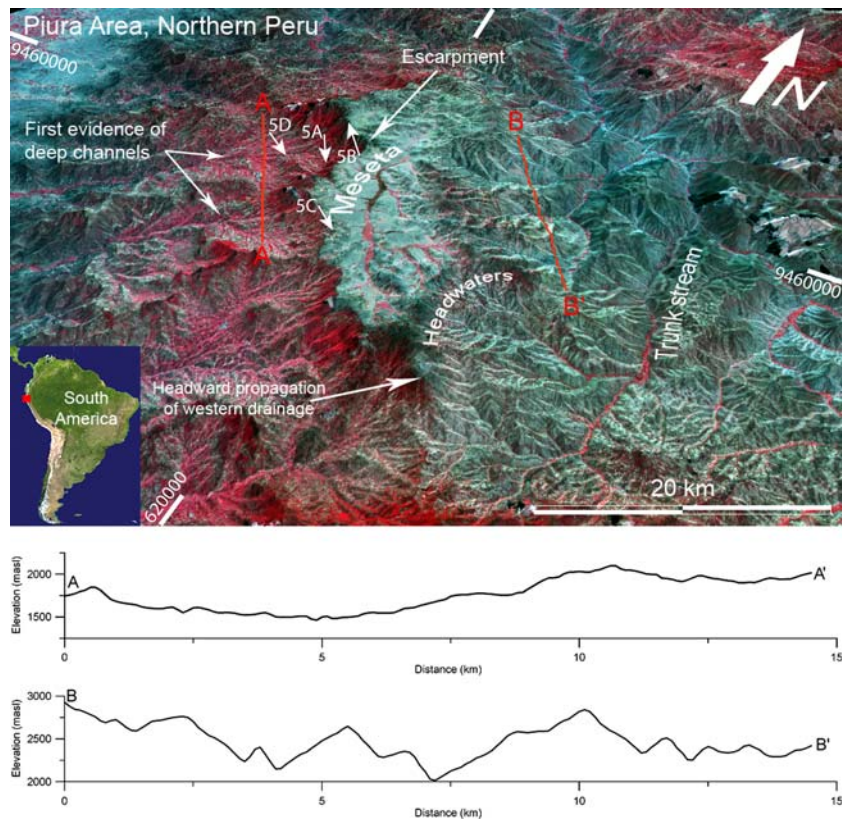 Piura Area, Northern Peru
9460000
Escarpment
N
First evidence of
deep channels
A
5D
5A
5B
Meseta
5C
A'
B
B'
Headwaters
9460000
Trunk stream
Headward propagation
of western drainage
South
America
620000
20 km
Elevation (masl)
2000
1500
A
A'
0
5
10
15
Distance (km)
Elevation (masl)
3000
2500
2000
B
B'
0
5
10
15
Distance (km)